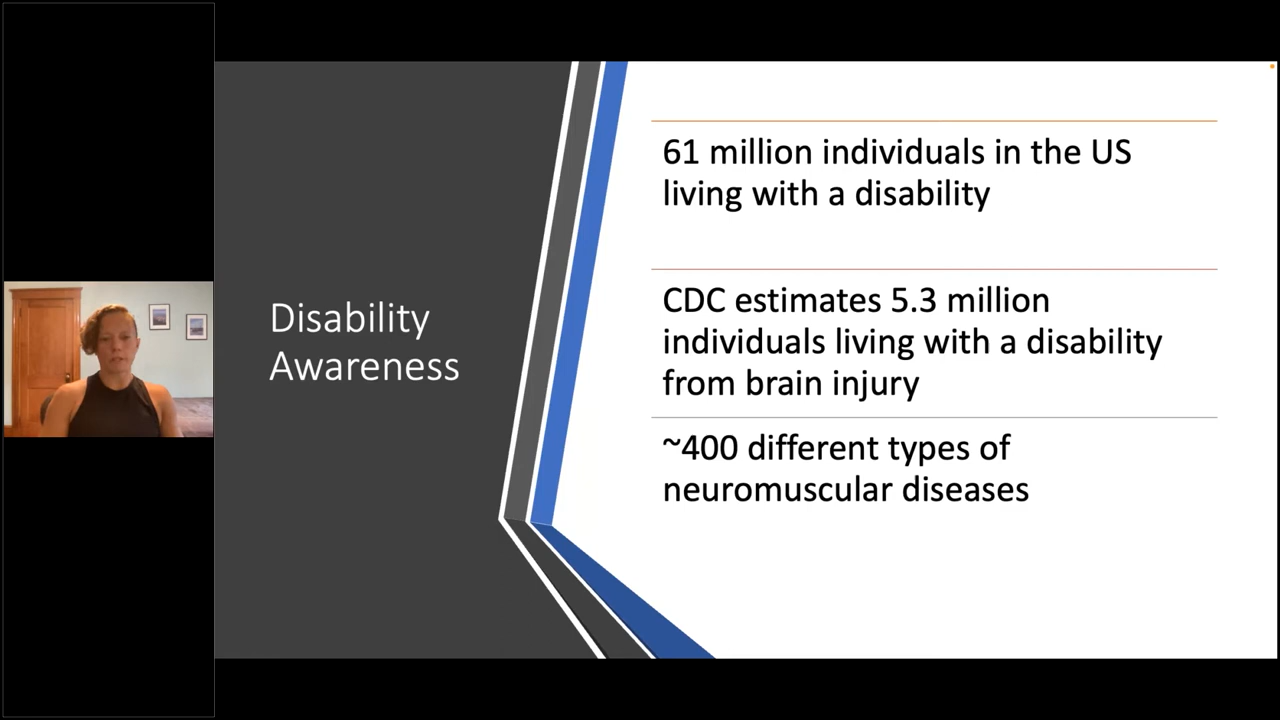 Disability
Awareness
61 million individuals in the US
living with a disability
CDC estimates 5.3 million
individuals living with a disability
from brain injury
~400 different types of
neuromuscular diseases